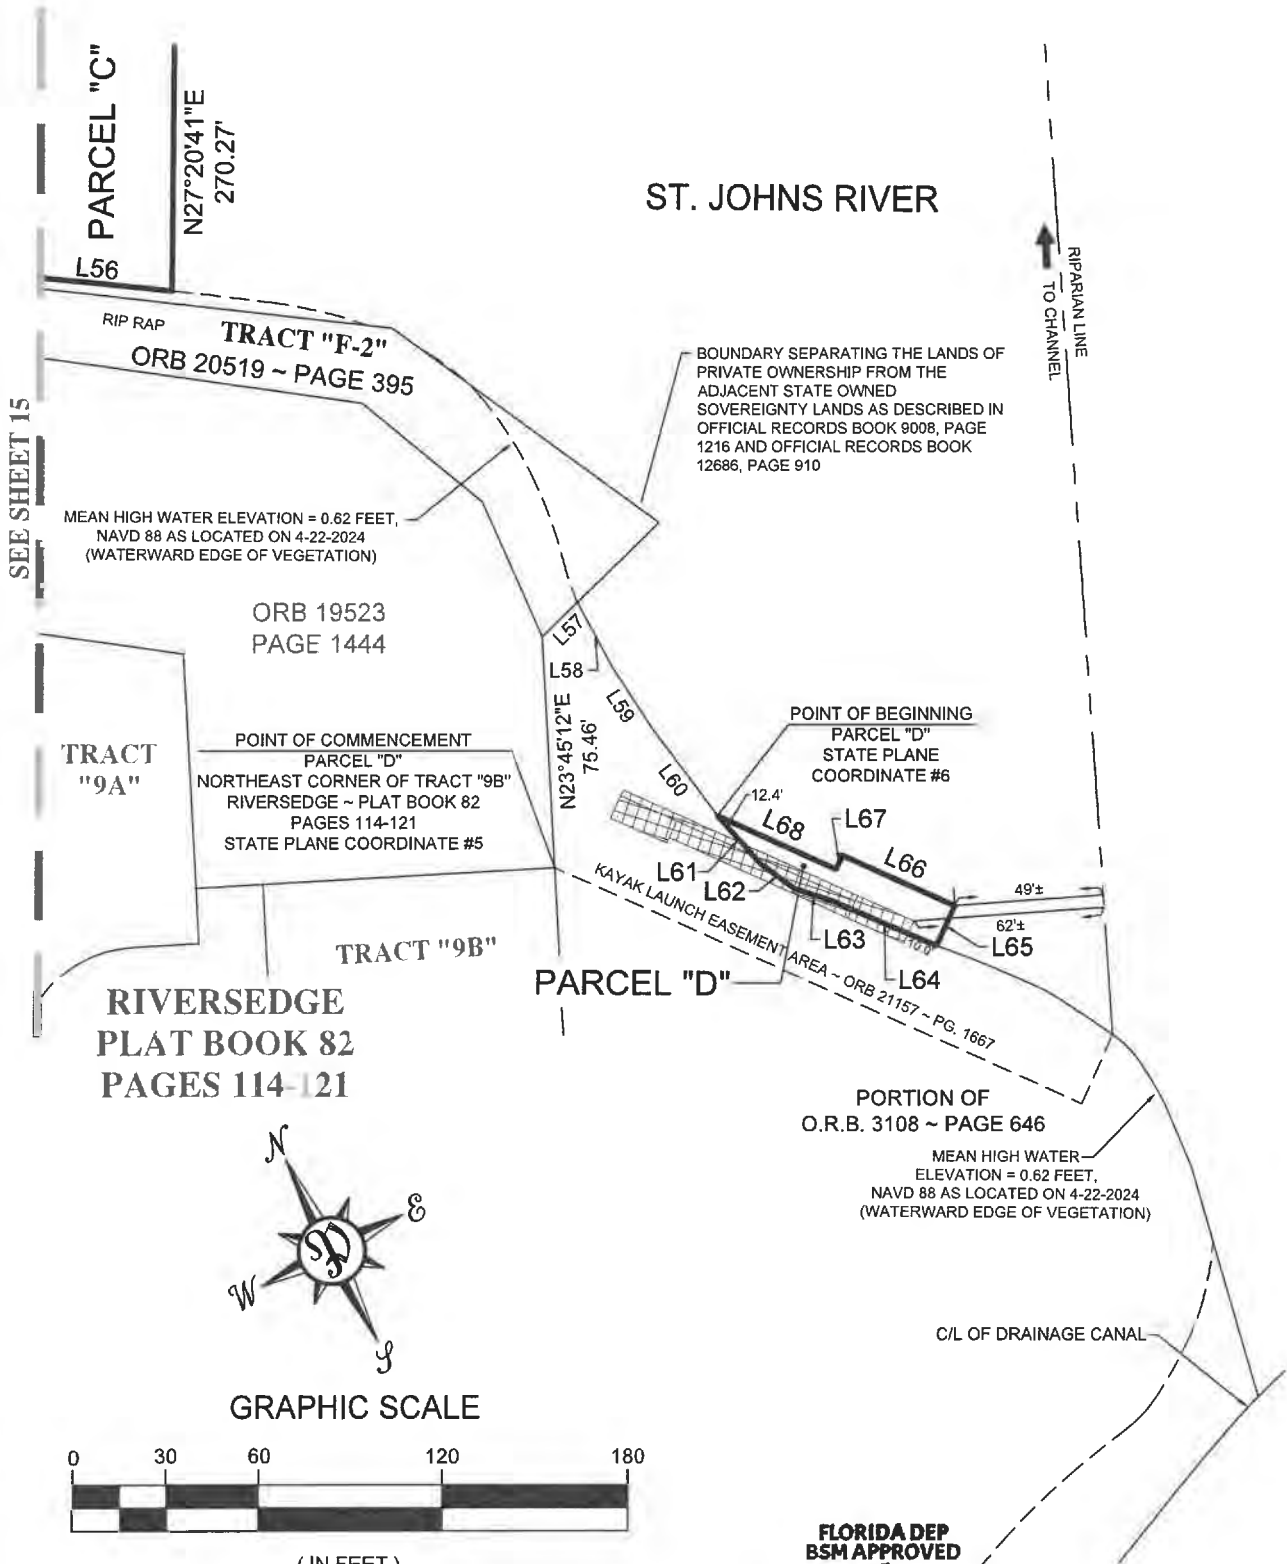 PARCEL "C"
N27°20'41"E
270.27'
L56
RIP RAP
TRACT "F-2"
ORB 20519 ~ PAGE 395
SEE SHEET 15
ST. JOHNS RIVER
RIPARIAN LINE
TO CHANNEL
BOUNDARY SEPARATING THE LANDS OF
PRIVATE OWNERSHIP FROM THE
ADJACENT STATE OWNED
SOVEREIGNTY LANDS AS DESCRIBED IN
OFFICIAL RECORDS BOOK 9008, PAGE
1216 AND OFFICIAL RECORDS BOOK
12686, PAGE 910
MEAN HIGH WATER ELEVATION = 0.62 FEET,
NAVD 88 AS LOCATED ON 4-22-2024
(WATERWARD EDGE OF VEGETATION)
ORB 19523
PAGE 1444
L57
L58
L59
L60
N23°45'12"E
75.46'
TRACT
"9A"
POINT OF COMMENCEMENT
PARCEL "D"
NORTHEAST CORNER OF TRACT "9B"
RIVERSEDGE ~ PLAT BOOK 82
PAGES 114-121
STATE PLANE COORDINATE #5
POINT OF BEGINNING
PARCEL "D"
STATE PLANE
COORDINATE #6
12.4'
L68
L67
L66
L61
L62
L63
L64
L65
49'±
62'±
10.0'
KAYAK LAUNCH EASEMENT AREA ~ ORB 21157 ~ PG. 1667
PARCEL "D"
TRACT "9B"
RIVERSEDGE
PLAT BOOK 82
PAGES 114-121
PORTION OF
O.R.B. 3108 ~ PAGE 646
MEAN HIGH WATER
ELEVATION = 0.62 FEET,
NAVD 88 AS LOCATED ON 4-22-2024
(WATERWARD EDGE OF VEGETATION)
N
E
W
S
C/L OF DRAINAGE CANAL
GRAPHIC SCALE
0 30 60 120 180
( IN FEET )
FLORIDA DEP
BSM APPROVED